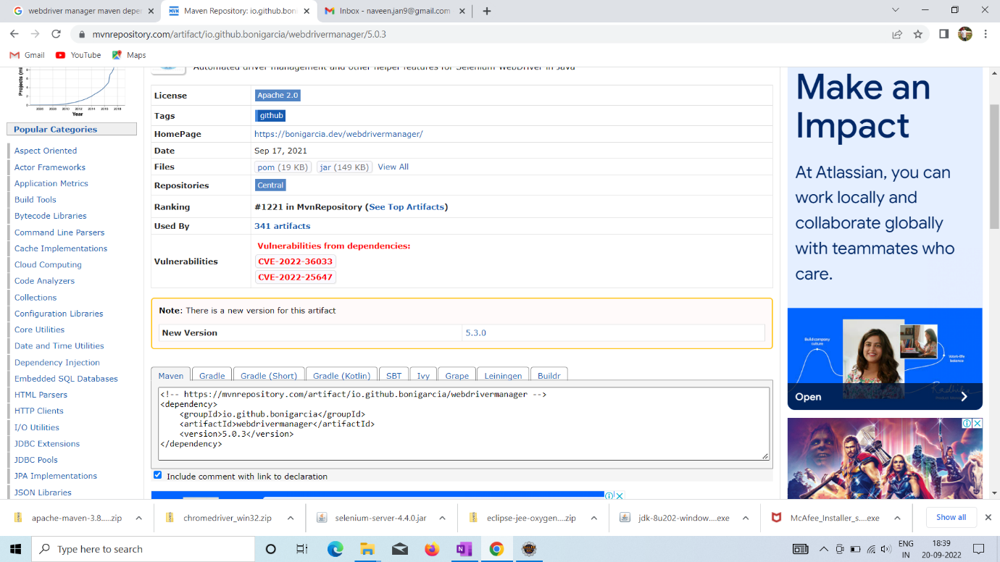 webdriver manager maven depe
Maven Repository: io.github.boni
Inbox - naveen.jan9@gmail.com
mvnrepository.com/artifact/io.github.bonigarcia/webdrivermanager/5.0.3
Gmail
YouTube
Maps
Projects (mi
Year
Automated driver management and other helper features for Selenium WebDriver in Java
License
Apache 2.0
Tags
github
HomePage
https://bonigarcia.dev/webdrivermanager/
Date
Sep 17, 2021
Files
pom (19 KB)
jar (149 KB)
View All
Repositories
Central
Ranking
#1221 in MvnRepository (See Top Artifacts)
Used By
341 artifacts
Vulnerabilities
Vulnerabilities from dependencies:
CVE-2022-36033
CVE-2022-25647
Note: There is a new version for this artifact
New Version
5.3.0
Maven
Gradle
Gradle (Short)
Gradle (Kotlin)
SBT
Ivy
Grape
Leiningen
Buildr
<!-- https://mvnrepository.com/artifact/io.github.bonigarcia/webdrivermanager -->
<dependency>
<groupId>io.github.bonigarcia</groupId>
<artifactId>webdrivermanager</artifactId>
<version>5.0.3</version>
</dependency>
Include comment with link to declaration
Popular Categories
Aspect Oriented
Actor Frameworks
Application Metrics
Build Tools
Bytecode Libraries
Command Line Parsers
Cache Implementations
Cloud Computing
Code Analyzers
Collections
Configuration Libraries
Core Utilities
Date and Time Utilities
Dependency Injection
Embedded SQL Databases
HTML Parsers
HTTP Clients
I/O Utilities
JDBC Extensions
JDBC Pools
JPA Implementations
JSON Libraries
Make an
Impact
At Atlassian, you can
work locally and
collaborate globally
with teammates who
care.
Build company
culture
Work-life
balance
Open
apache-maven-3.8....zip
chromedriver_win32.zip
selenium-server-4.4.0.jar
eclipse-jee-oxygen....zip
jdk-8u202-window....exe
McAfee_Installer_s....exe
Show all
Type here to search
ENG
IN
18:39
20-09-2022